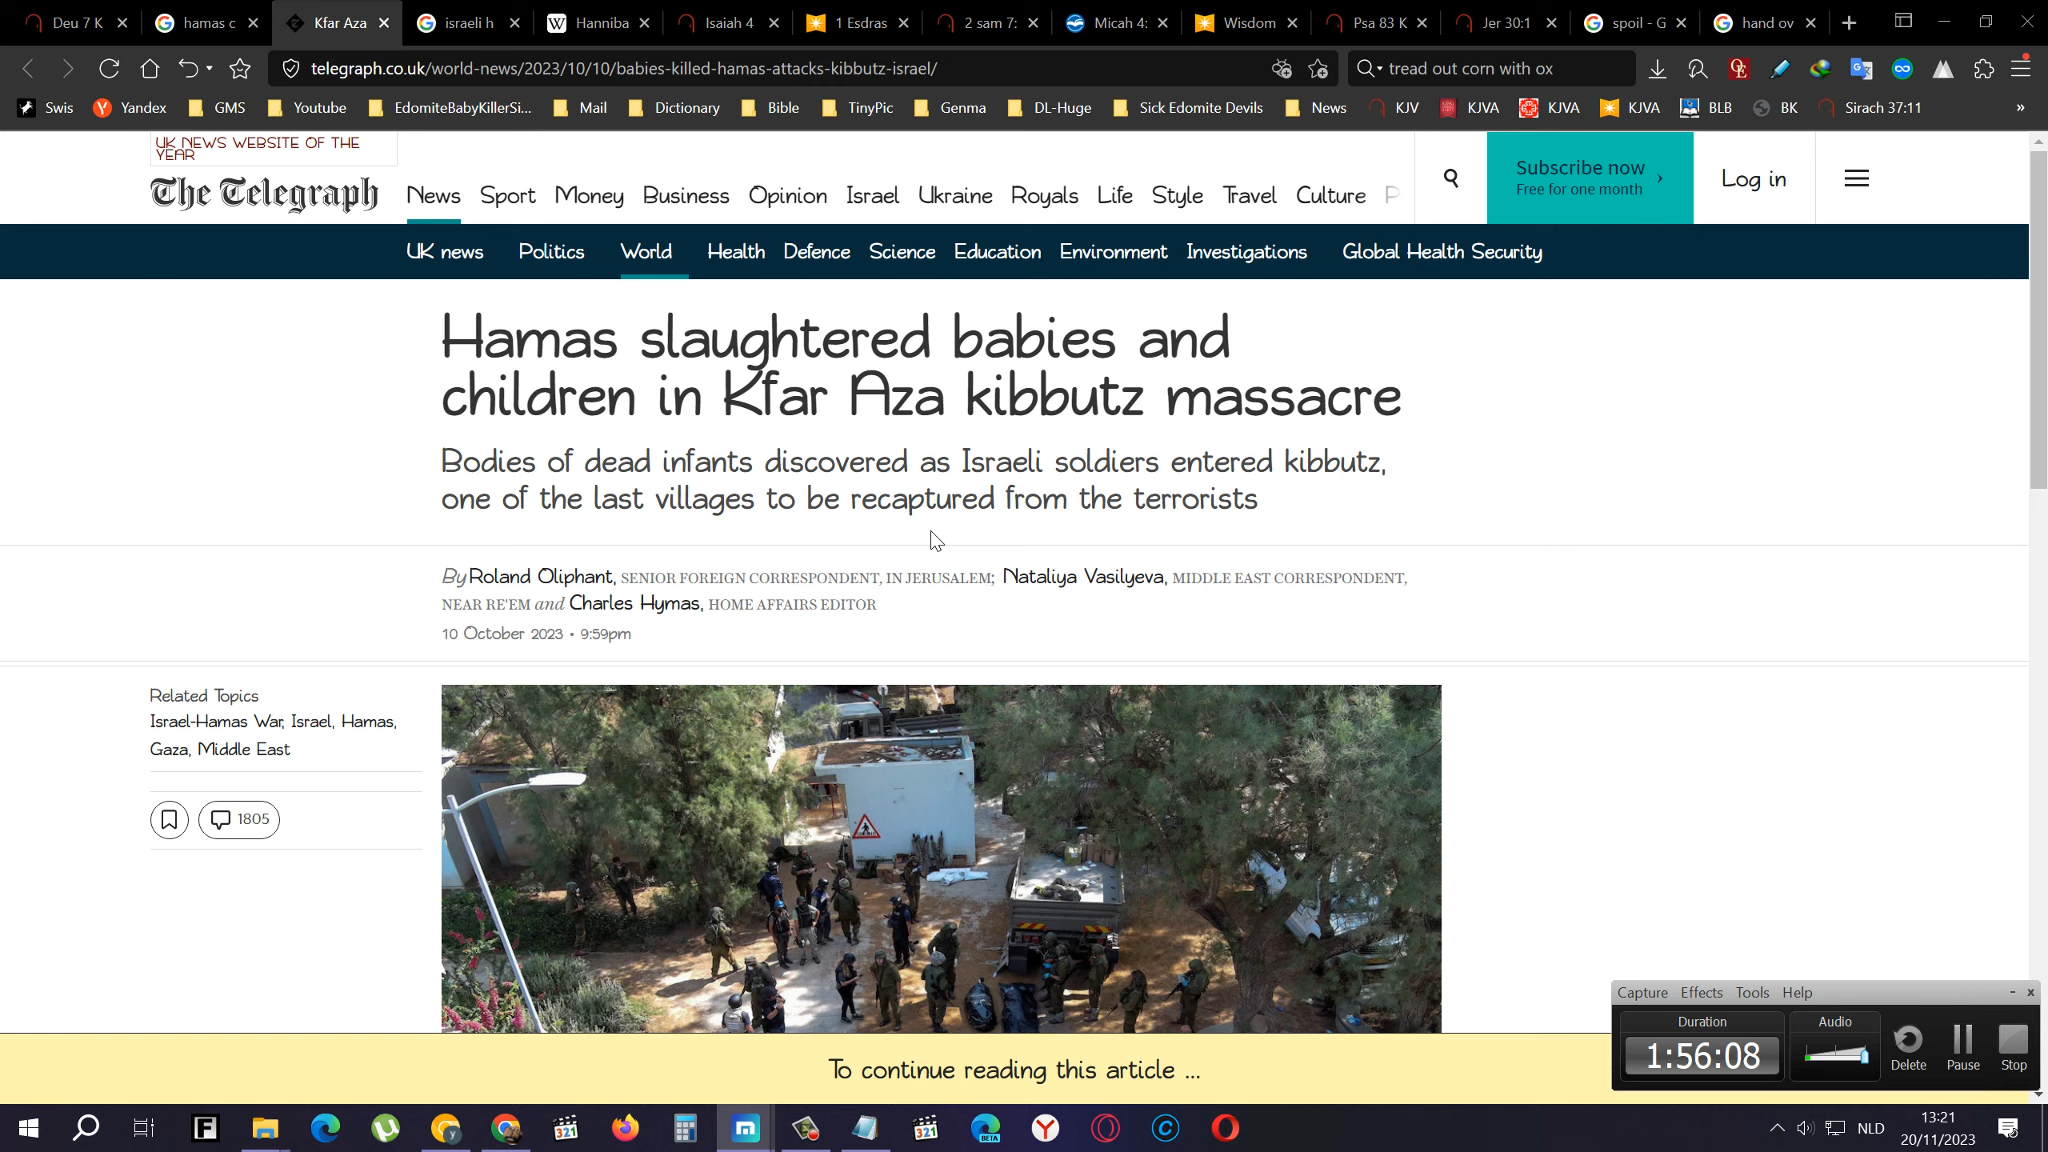 Deu 7 K
hamas c
Kfar Aza
israeli h
Hanniba
Isaiah 4
1 Esdras
2 sam 7:
Micah 4:
Wisdom
Psa 83 K
Jer 30:1
spoil - G
hand ov
telegraph.co.uk/world-news/2023/10/10/babies-killed-hamas-attacks-kibbutz-israel/
tread out corn with ox
Swis
Yandex
GMS
Youtube
EdomiteBabyKillerSi...
Mail
Dictionary
Bible
TinyPic
Genma
DL-Huge
Sick Edomite Devils
News
KJV
KJVA
KJVA
KJVA
BLB
BK
Sirach 37:11
»
UK NEWS WEBSITE OF THE
YEAR
The Telegraph
News Sport Money Business Opinion Israel Ukraine Royals Life Style Travel Culture P
Subscribe now
Free for one month
Log in
UK news Politics World Health Defence Science Education Environment Investigations Global Health Security
Hamas slaughtered babies and
children in Kfar Aza kibbutz massacre
Bodies of dead infants discovered as Israeli soldiers entered kibbutz,
one of the last villages to be recaptured from the terrorists
By Roland Oliphant, SENIOR FOREIGN CORRESPONDENT, IN JERUSALEM; Nataliya Vasilyeva, MIDDLE EAST CORRESPONDENT,
NEAR RE'EM and Charles Hymas, HOME AFFAIRS EDITOR
10 October 2023 • 9:59pm
Related Topics
Israel-Hamas War, Israel, Hamas,
Gaza, Middle East
1805
To continue reading this article ...
Capture Effects Tools Help
Duration
Audio
1:56:08
Delete
Pause
Stop
NLD
13:21
20/11/2023